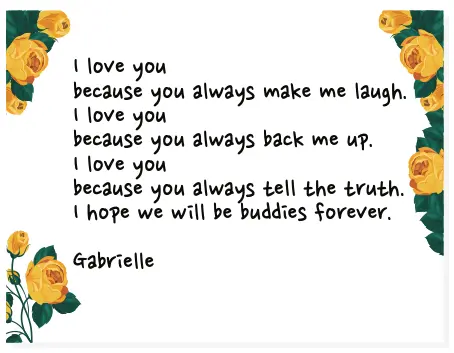 I love you
because you always make me laugh.
I love you
because you always back me up.
I love you
because you always tell the truth.
I hope we will be buddies forever.
Gabrielle